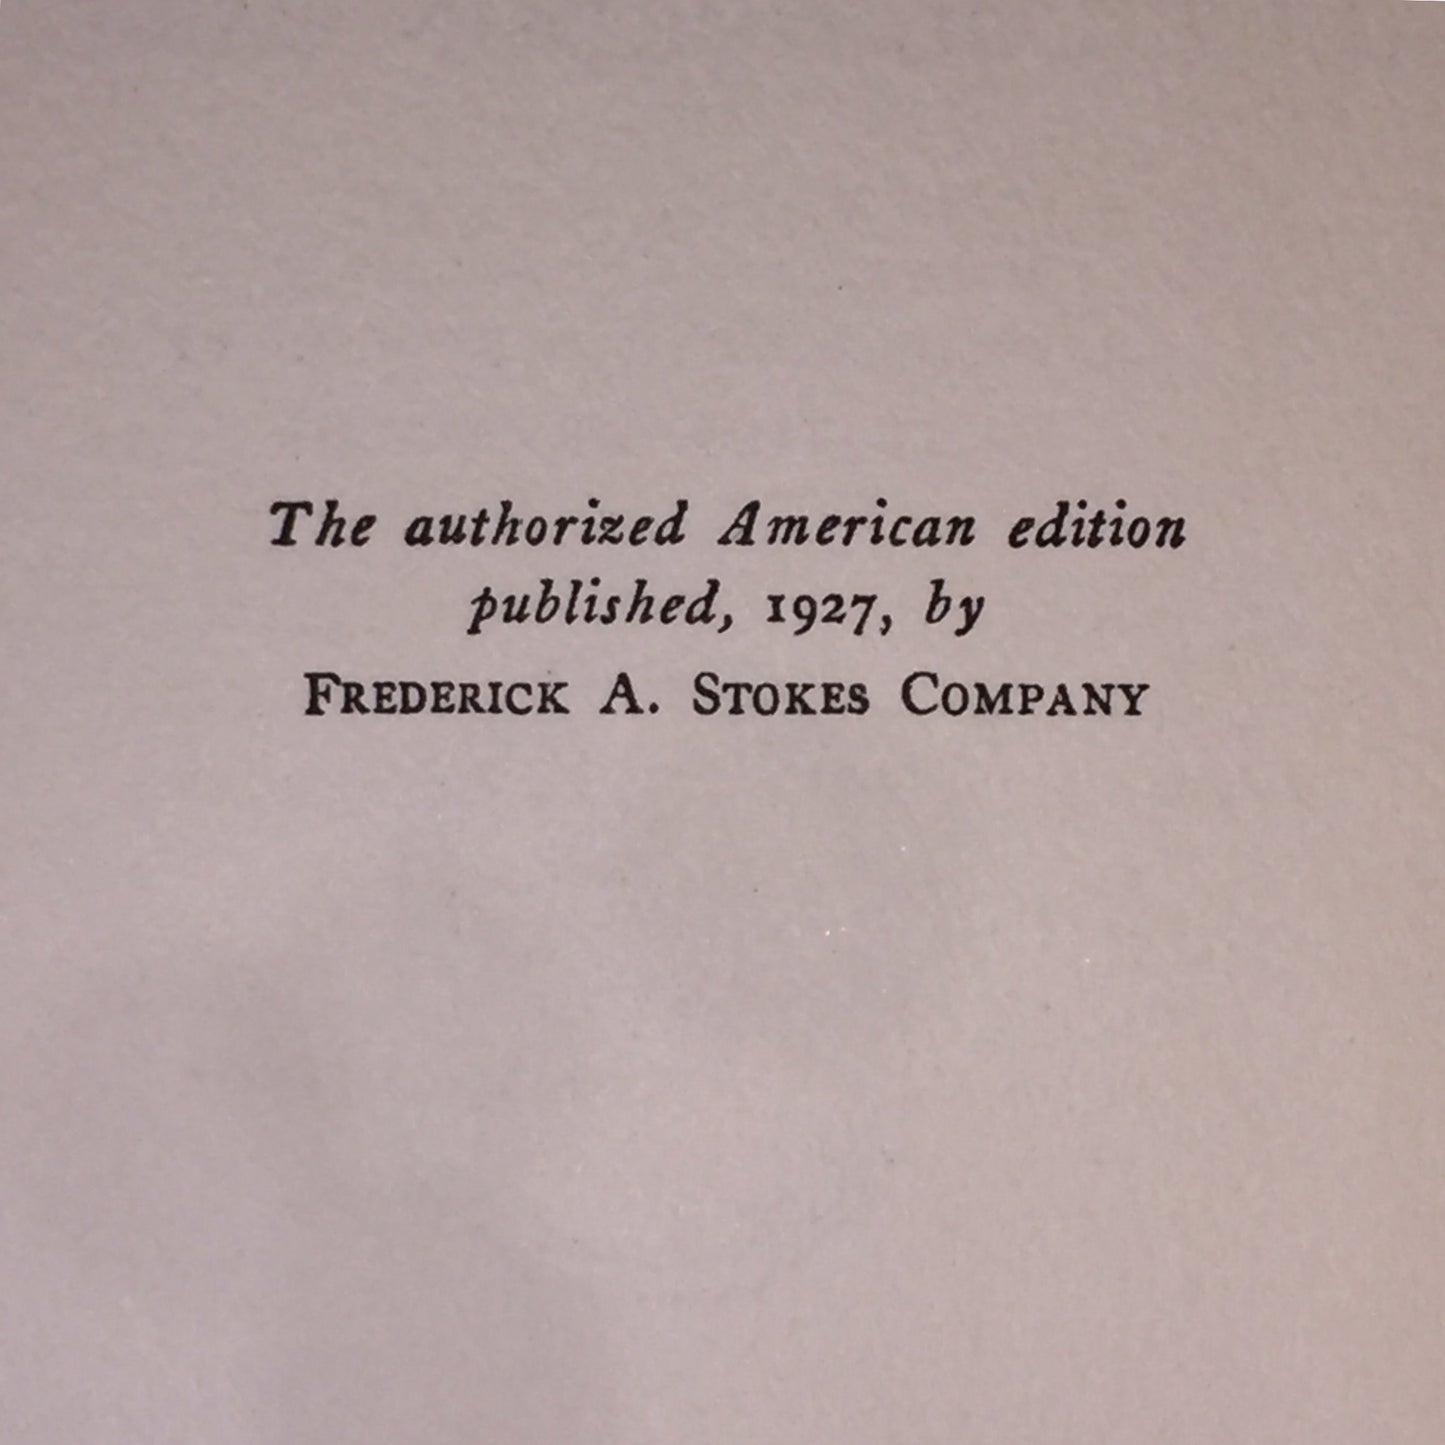 The authorized American edition
published, 1927, by
FREDERICK A. STOKES COMPANY